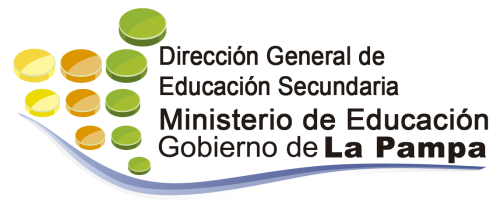 Dirección General de
Educación Secundaria
Ministerio de Educación
Gobierno de La Pampa